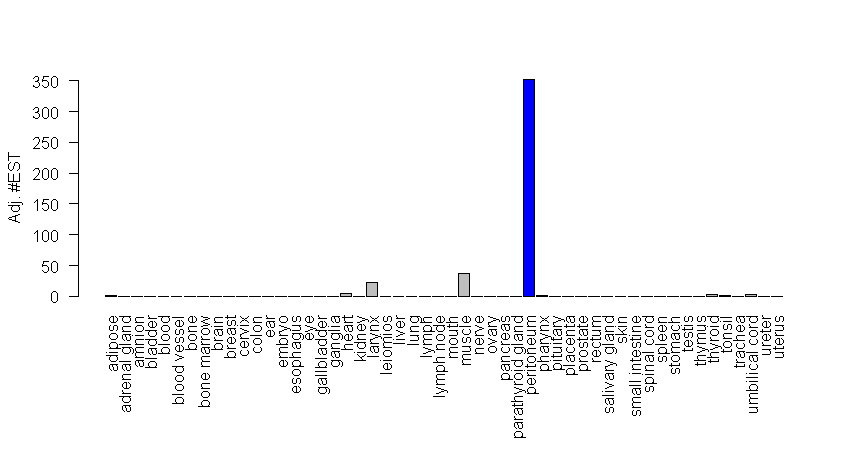 Adj. #EST
350
300
250
200
150
100
50
0
adipose
adrenal gland
amnion
bladder
blood
blood vessel
bone
bone marrow
brain
breast
cervix
colon
ear
embryo
esophagus
eye
gallbladder
ganglia
heart
kidney
larynx
leiomios
liver
lung
lymph
lymph node
mouth
muscle
nerve
ovary
pancreas
parathyroid gland
peritoneum
pharynx
pituitary
placenta
prostate
rectum
salivary gland
skin
small intestine
spinal cord
spleen
stomach
testis
thymus
thyroid
tonsil
trachea
umbilical cord
ureter
uterus